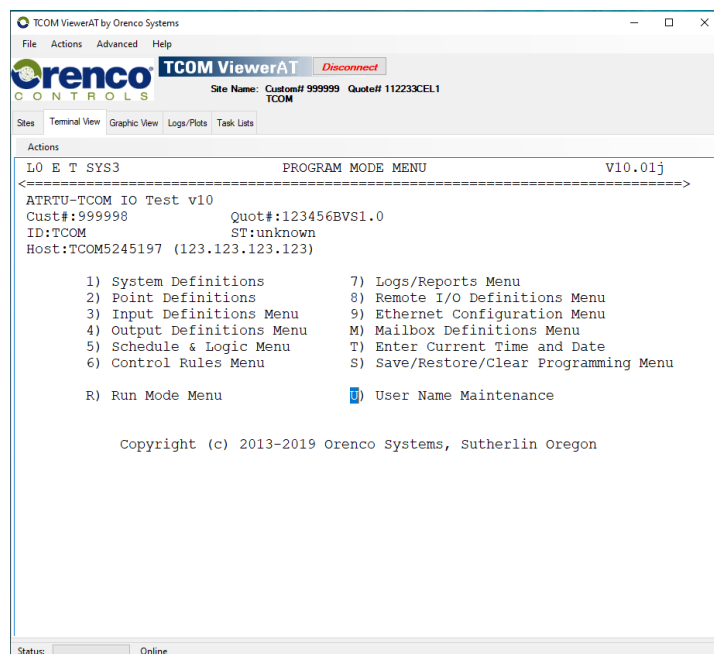 TCOM ViewerAT by Orenco Systems
File Actions Advanced Help
Orenco CONTROLS
TCOM ViewerAT Disconnect
Site Name: Custom# 999999 Quote# 112233CEL1
TCOM
Sites Terminal View Graphic View Logs/Plots Task Lists
Actions
L0 E T SYS3 PROGRAM MODE MENU V10.01j
<==========================================================================>
ATRTU-TCOM IO Test v10
Cust#:999998 Quot#:123456BVS1.0
ID:TCOM ST:unknown
Host:TCOM5245197 (123.123.123.123)
1) System Definitions 7) Logs/Reports Menu
2) Point Definitions 8) Remote I/O Definitions Menu
3) Input Definitions Menu 9) Ethernet Configuration Menu
4) Output Definitions Menu M) Mailbox Definitions Menu
5) Schedule & Logic Menu T) Enter Current Time and Date
6) Control Rules Menu S) Save/Restore/Clear Programming Menu
R) Run Mode Menu U) User Name Maintenance
Copyright (c) 2013-2019 Orenco Systems, Sutherlin Oregon
Status: Online